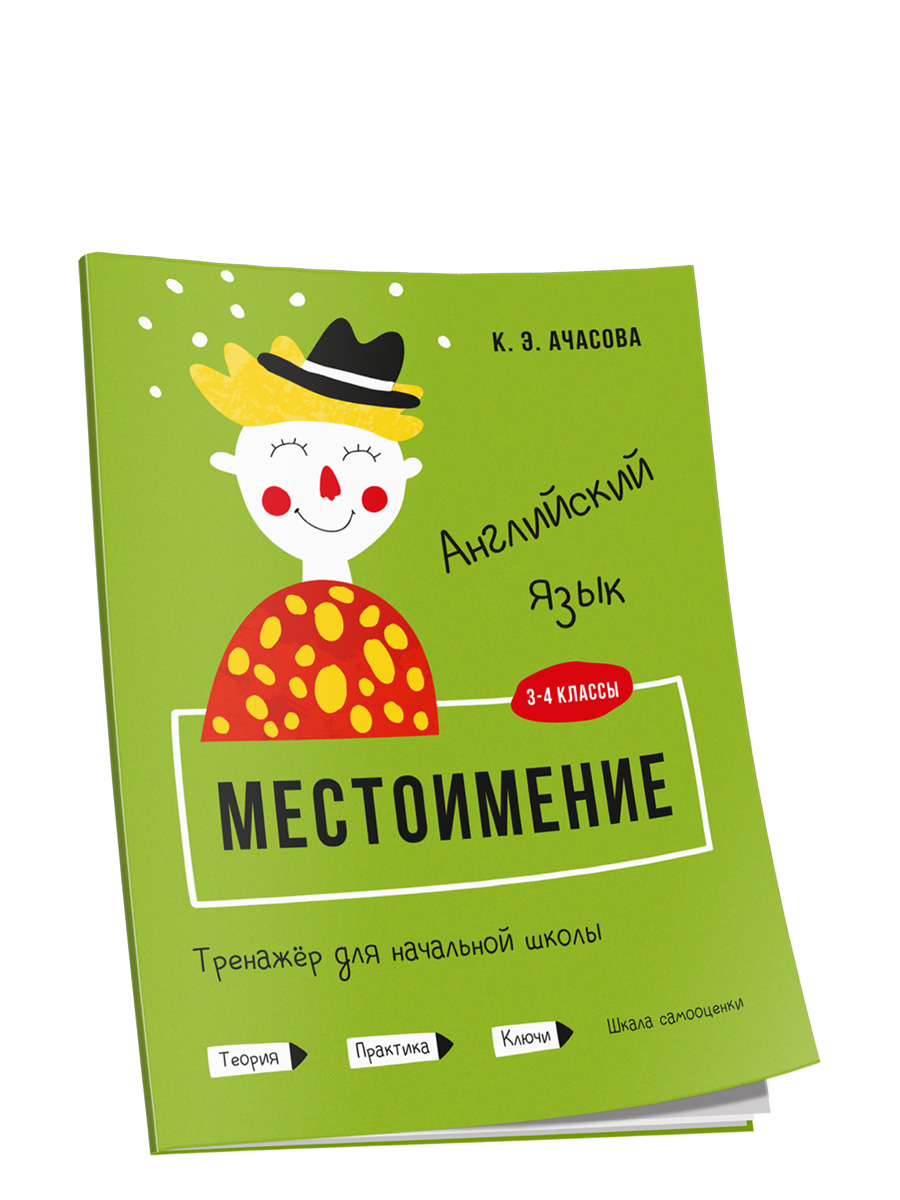 К. Э. АЧАСОВА
Английский
язык
3-4 КЛАССЫ
МЕСТОИМЕНИЕ
Тренажёр для начальной школы
Теория
Практика
Ключи
Шкала самооценки